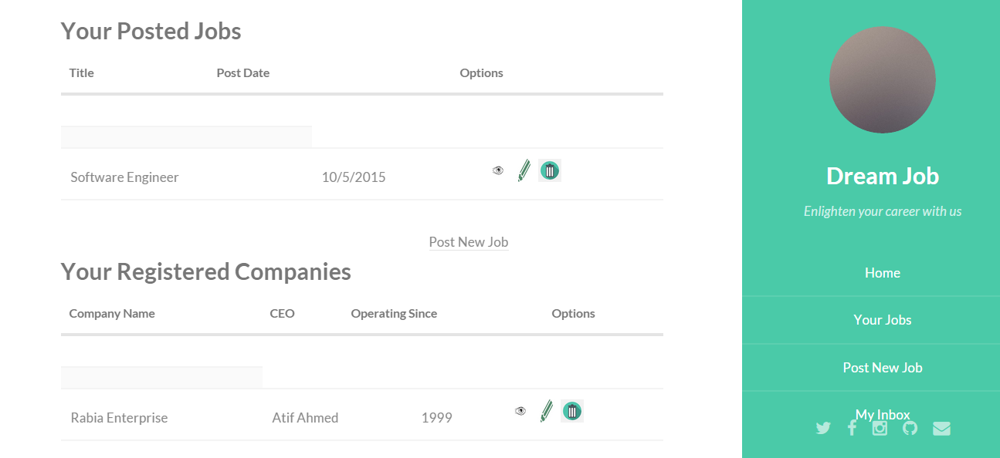 Your Posted Jobs
Title Post Date Options
Software Engineer 10/5/2015
Post New Job
Your Registered Companies
Company Name CEO Operating Since Options
Rabia Enterprise Atif Ahmed 1999
Dream Job
Enlighten your career with us
Home
Your Jobs
Post New Job
My Inbox